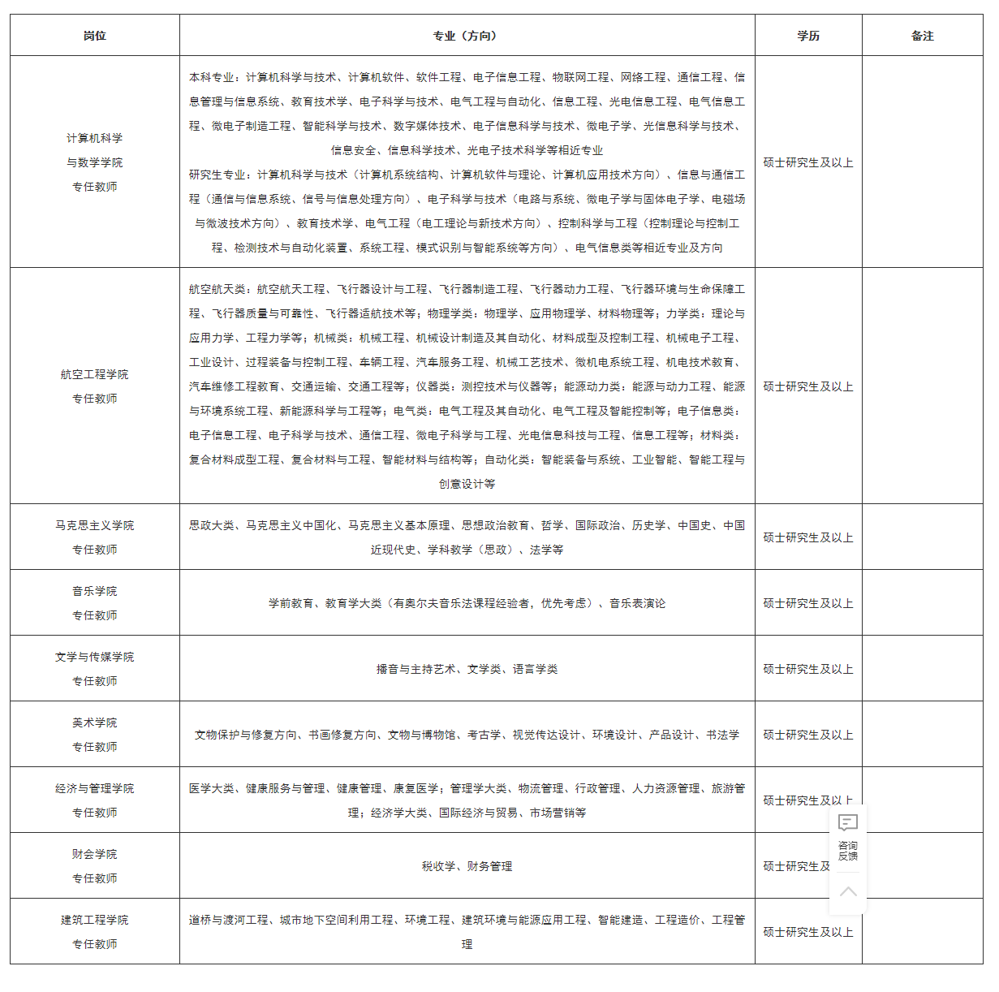 岗位
专业（方向）
学历
备注
计算机科学
与数学学院
专任教师
本科专业：计算机科学与技术、计算机软件、软件工程、电子信息工程、物联网工程、网络工程、通信工程、信
息管理与信息系统、教育技术学、电子科学与技术、电气工程与自动化、信息工程、光电信息工程、电气信息工
程、微电子制造工程、智能科学与技术、数字媒体技术、电子信息科学与技术、微电子学、光信息科学与技术、
信息安全、信息科学技术、光电子技术科学等相近专业
研究生专业：计算机科学与技术（计算机系统结构、计算机软件与理论、计算机应用技术方向）、信息与通信工
程（通信与信息系统、信号与信息处理方向）、电子科学与技术（电路与系统、微电子学与固体电子学、电磁场
与微波技术方向）、教育技术学、电气工程（电工理论与新技术方向）、控制科学与工程（控制理论与控制工
程、检测技术与自动化装置、系统工程、模式识别与智能系统等方向）、电气信息类等相近专业及方向
硕士研究生及以上
航空工程学院
专任教师
航空航天类：航空航天工程、飞行器设计与工程、飞行器制造工程、飞行器动力工程、飞行器环境与生命保障工
程、飞行器质量与可靠性、飞行器适航技术等；物理学类：物理学、应用物理学、材料物理等；力学类：理论与
应用力学、工程力学等；机械类：机械工程、机械设计制造及其自动化、材料成型及控制工程、机械电子工程、
工业设计、过程装备与控制工程、车辆工程、汽车服务工程、机械工艺技术、微机电系统工程、机电技术教育、
汽车维修工程教育、交通运输、交通工程等；仪器类：测控技术与仪器等；能源动力类：能源与动力工程、能源
与环境系统工程、新能源科学与工程等；电气类：电气工程及其自动化、电气工程及智能控制等；电子信息类：
电子信息工程、电子科学与技术、通信工程、微电子科学与工程、光电信息科技与工程、信息工程等；材料类：
复合材料成型工程、复合材料与工程、智能材料与结构等；自动化类：智能装备与系统、工业智能、智能工程与
创意设计等
硕士研究生及以上
马克思主义学院
专任教师
思政大类、马克思主义中国化、马克思主义基本原理、思想政治教育、哲学、国际政治、历史学、中国史、中国
近现代史、学科教学（思政）、法学等
硕士研究生及以上
音乐学院
专任教师
学前教育、教育学大类（有奥尔夫音乐法课程经验者，优先考虑）、音乐表演论
硕士研究生及以上
文学与传媒学院
专任教师
播音与主持艺术、文学类、语言学类
硕士研究生及以上
美术学院
专任教师
文物保护与修复方向、书画修复方向、文物与博物馆、考古学、视觉传达设计、环境设计、产品设计、书法学
硕士研究生及以上
经济与管理学院
专任教师
医学大类、健康服务与管理、健康管理、康复医学；管理学大类、物流管理、行政管理、人力资源管理、旅游管
理；经济学大类、国际经济与贸易、市场营销等
硕士研究生及以上
财会学院
专任教师
税收学、财务管理
硕士研究生及
咨询
反馈
建筑工程学院
专任教师
道桥与渡河工程、城市地下空间利用工程、环境工程、建筑环境与能源应用工程、智能建造、工程造价、工程管
理
硕士研究生及以上